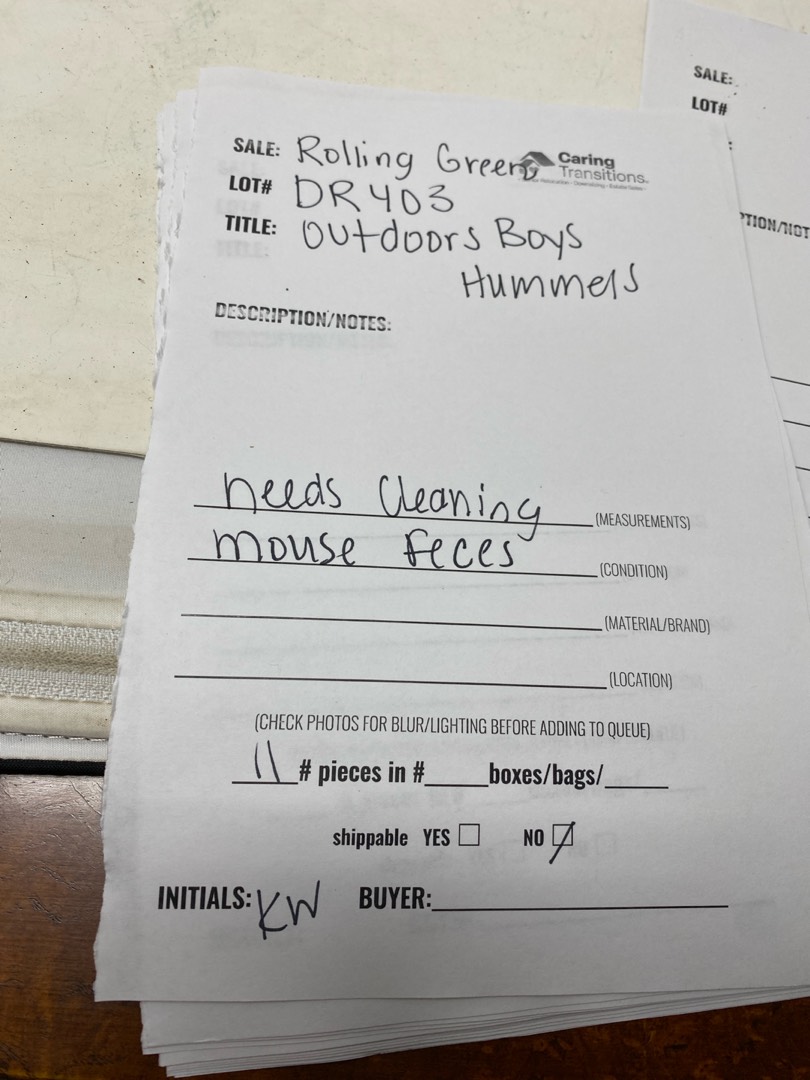 SALE: Rolling Green
Caring
Transitions
LOT# DR403
TITLE: Outdoors Boys
Hummels
DESCRIPTION/NOTES:
needs cleaning (MEASUREMENTS)
mouse feces (CONDITION)
(MATERIAL/BRAND)
(LOCATION)
(CHECK PHOTOS FOR BLUR/LIGHTING BEFORE ADDING TO QUEUE)
11 # pieces in # boxes/bags/
shippable YES NO
INITIALS: KW BUYER:
SALE:
LOT#
PTION/NOT